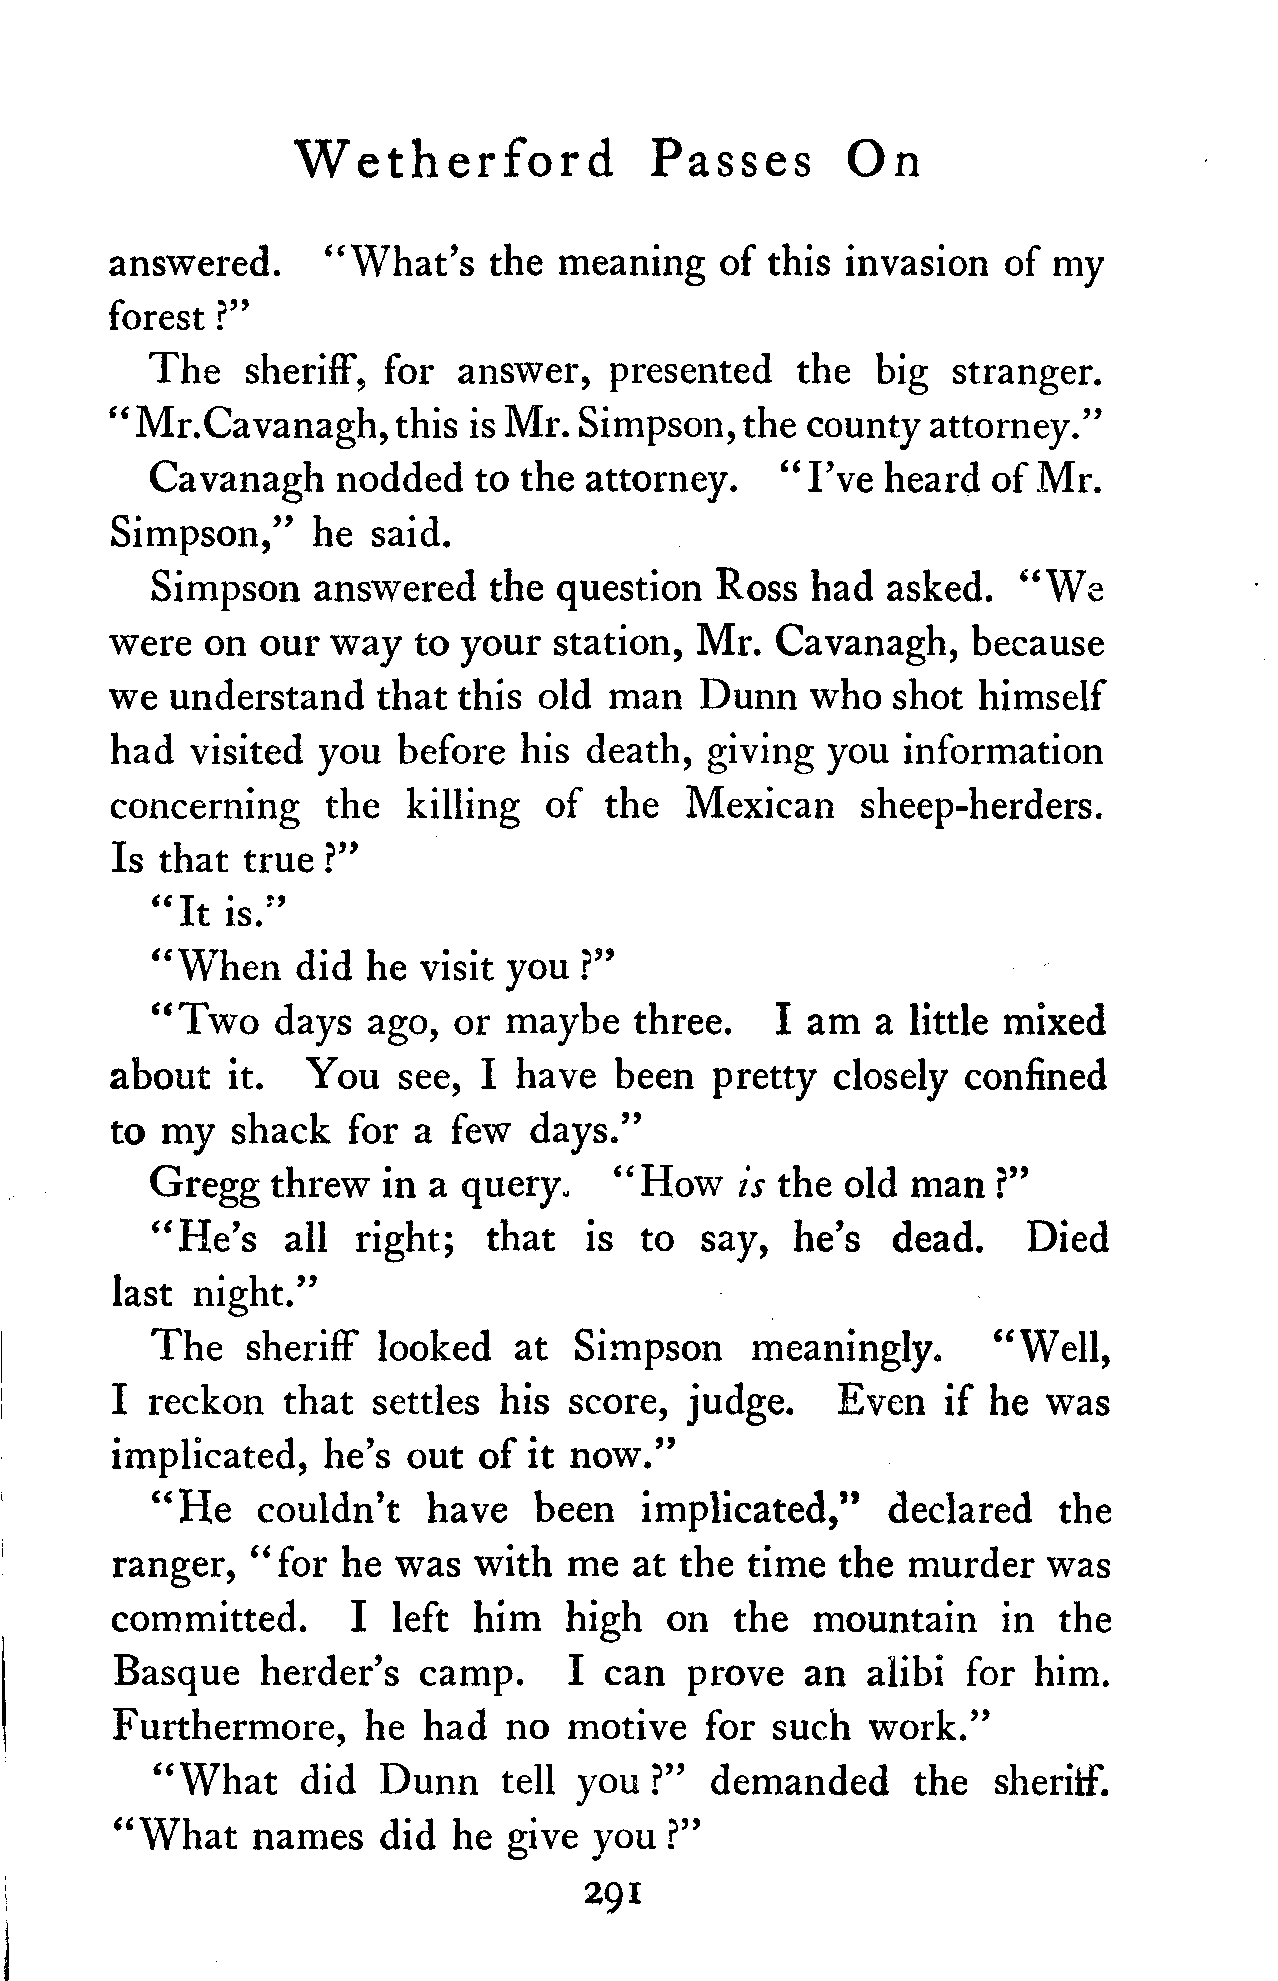 Wetherford Passes On
answered. "What's the meaning of this invasion of my
forest?"
The sheriff, for answer, presented the big stranger.
"Mr. Cavanagh, this is Mr. Simpson, the county attorney."
Cavanagh nodded to the attorney. "I've heard of Mr.
Simpson," he said.
Simpson answered the question Ross had asked. "We
were on our way to your station, Mr. Cavanagh, because
we understand that this old man Dunn who shot himself
had visited you before his death, giving you information
concerning the killing of the Mexican sheep-herders.
Is that true?"
"It is."
"When did he visit you?"
"Two days ago, or maybe three. I am a little mixed
about it. You see, I have been pretty closely confined
to my shack for a few days."
Gregg threw in a query. "How is the old man?"
"He's all right; that is to say, he's dead. Died
last night."
The sheriff looked at Simpson meaningly. "Well,
I reckon that settles his score, judge. Even if he was
implicated, he's out of it now."
"He couldn't have been implicated," declared the
ranger, "for he was with me at the time the murder was
committed. I left him high on the mountain in the
Basque herder's camp. I can prove an alibi for him.
Furthermore, he had no motive for such work."
"What did Dunn tell you?" demanded the sheriff.
"What names did he give you?"
291